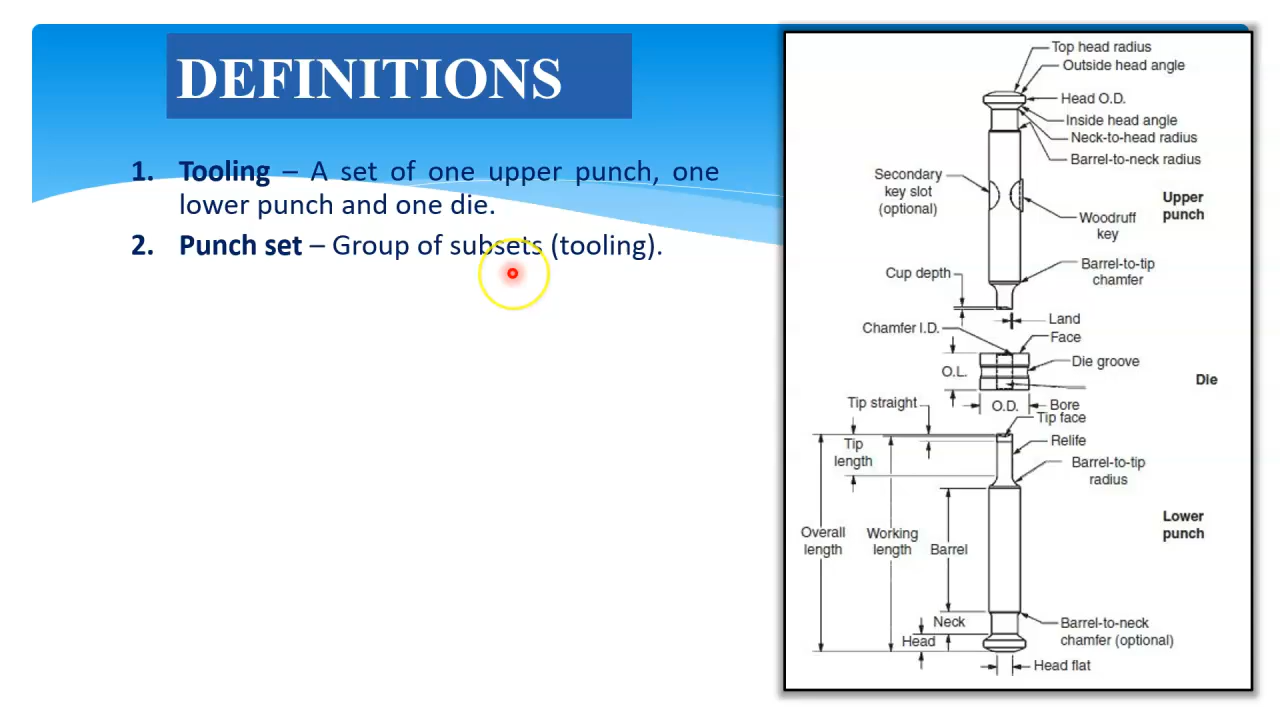 DEFINITIONS
1. Tooling – A set of one upper punch, one
lower punch and one die.
2. Punch set – Group of subsets (tooling).
Top head radius
Outside head angle
Head O.D.
Inside head angle
Neck-to-head radius
Barrel-to-neck radius
Secondary
key slot
(optional)
Upper
punch
Woodruff
key
Barrel-to-tip
chamfer
Cup depth
Land
Chamfer I.D.
Face
Die groove
O.L.
Die
Tip straight
O.D.
Bore
Tip face
Tip
length
Relife
Barrel-to-tip
radius
Lower
punch
Overall
length
Working
length
Barrel
Neck
Barrel-to-neck
chamfer (optional)
Head
Head flat